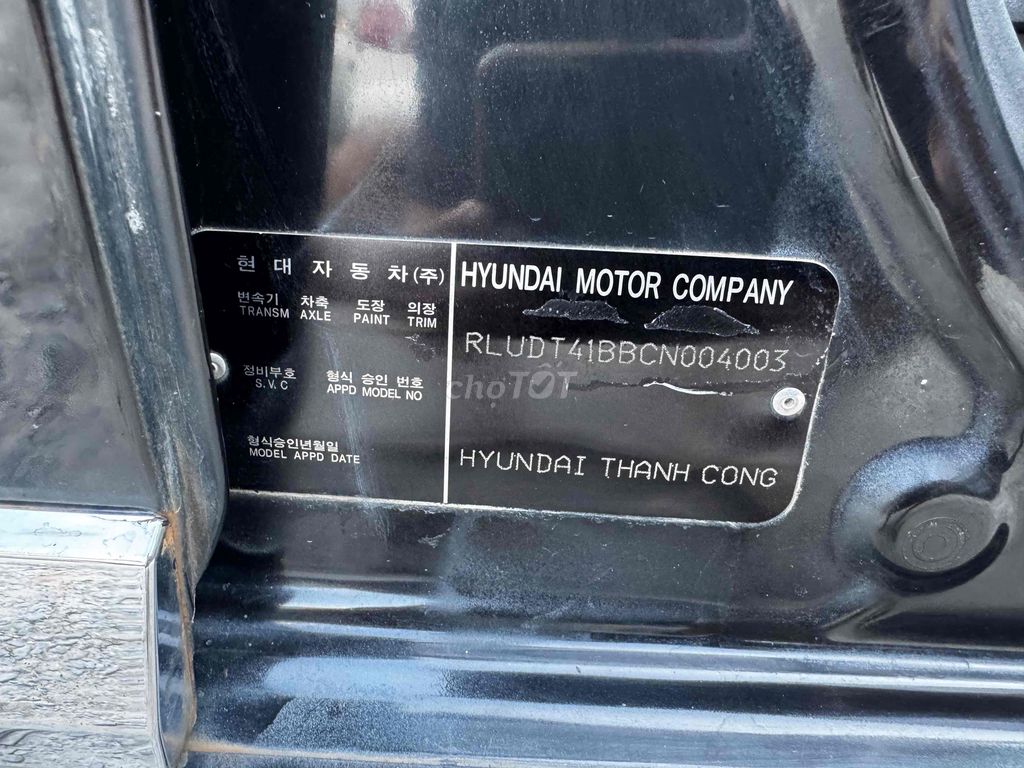 현대자동차(주)
변속기 차축 도장 의장
TRANSM AXLE PAINT TRIM
정비부호 형식 승인 번호
S.V.C APPD MODEL NO
형식승인년월일
MODEL APPD DATE
HYUNDAI MOTOR COMPANY
RLUDT41BBCN004003
HYUNDAI THANH CONG
chợTỐT